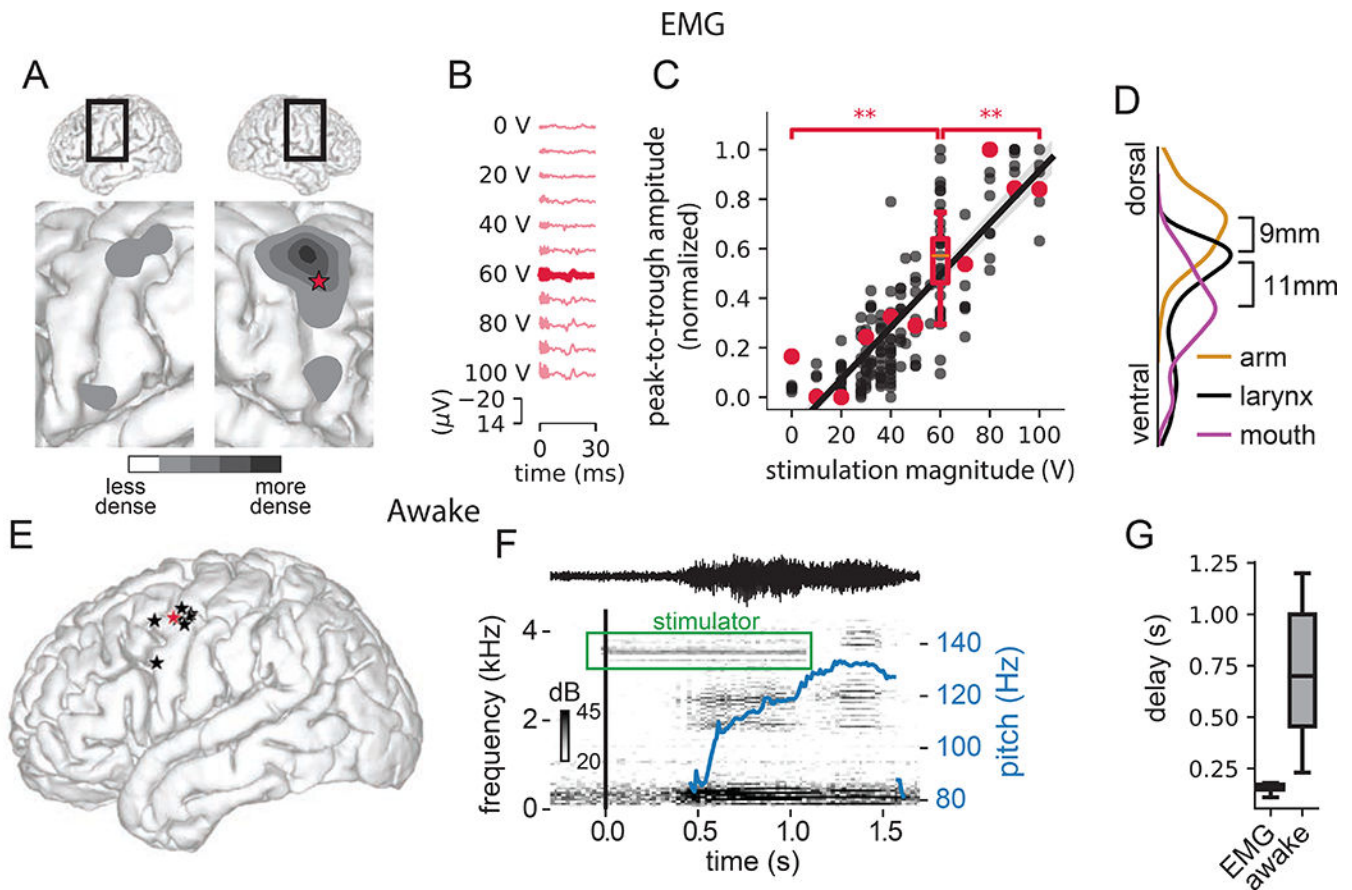 EMG
A
B
0 V
20 V
40 V
60 V
80 V
100 V
(μV)
−20
14
0
30
time (ms)
C
**
**
1.0
0.8
0.6
0.4
0.2
0.0
peak-to-trough ampitude
(normalized)
0
20
40
60
80
100
stimulation magnitude (V)
D
dorsal
ventral
9mm
11mm
arm
larynx
mouth
less
dense
more
dense
Awake
E
F
stimulator
4
2
0
frequency (kHz)
dB
45
20
140
120
100
80
pitch (Hz)
0.0
0.5
1.0
1.5
time (s)
G
1.25
1.00
0.75
0.50
0.25
delay (s)
EMG
awake